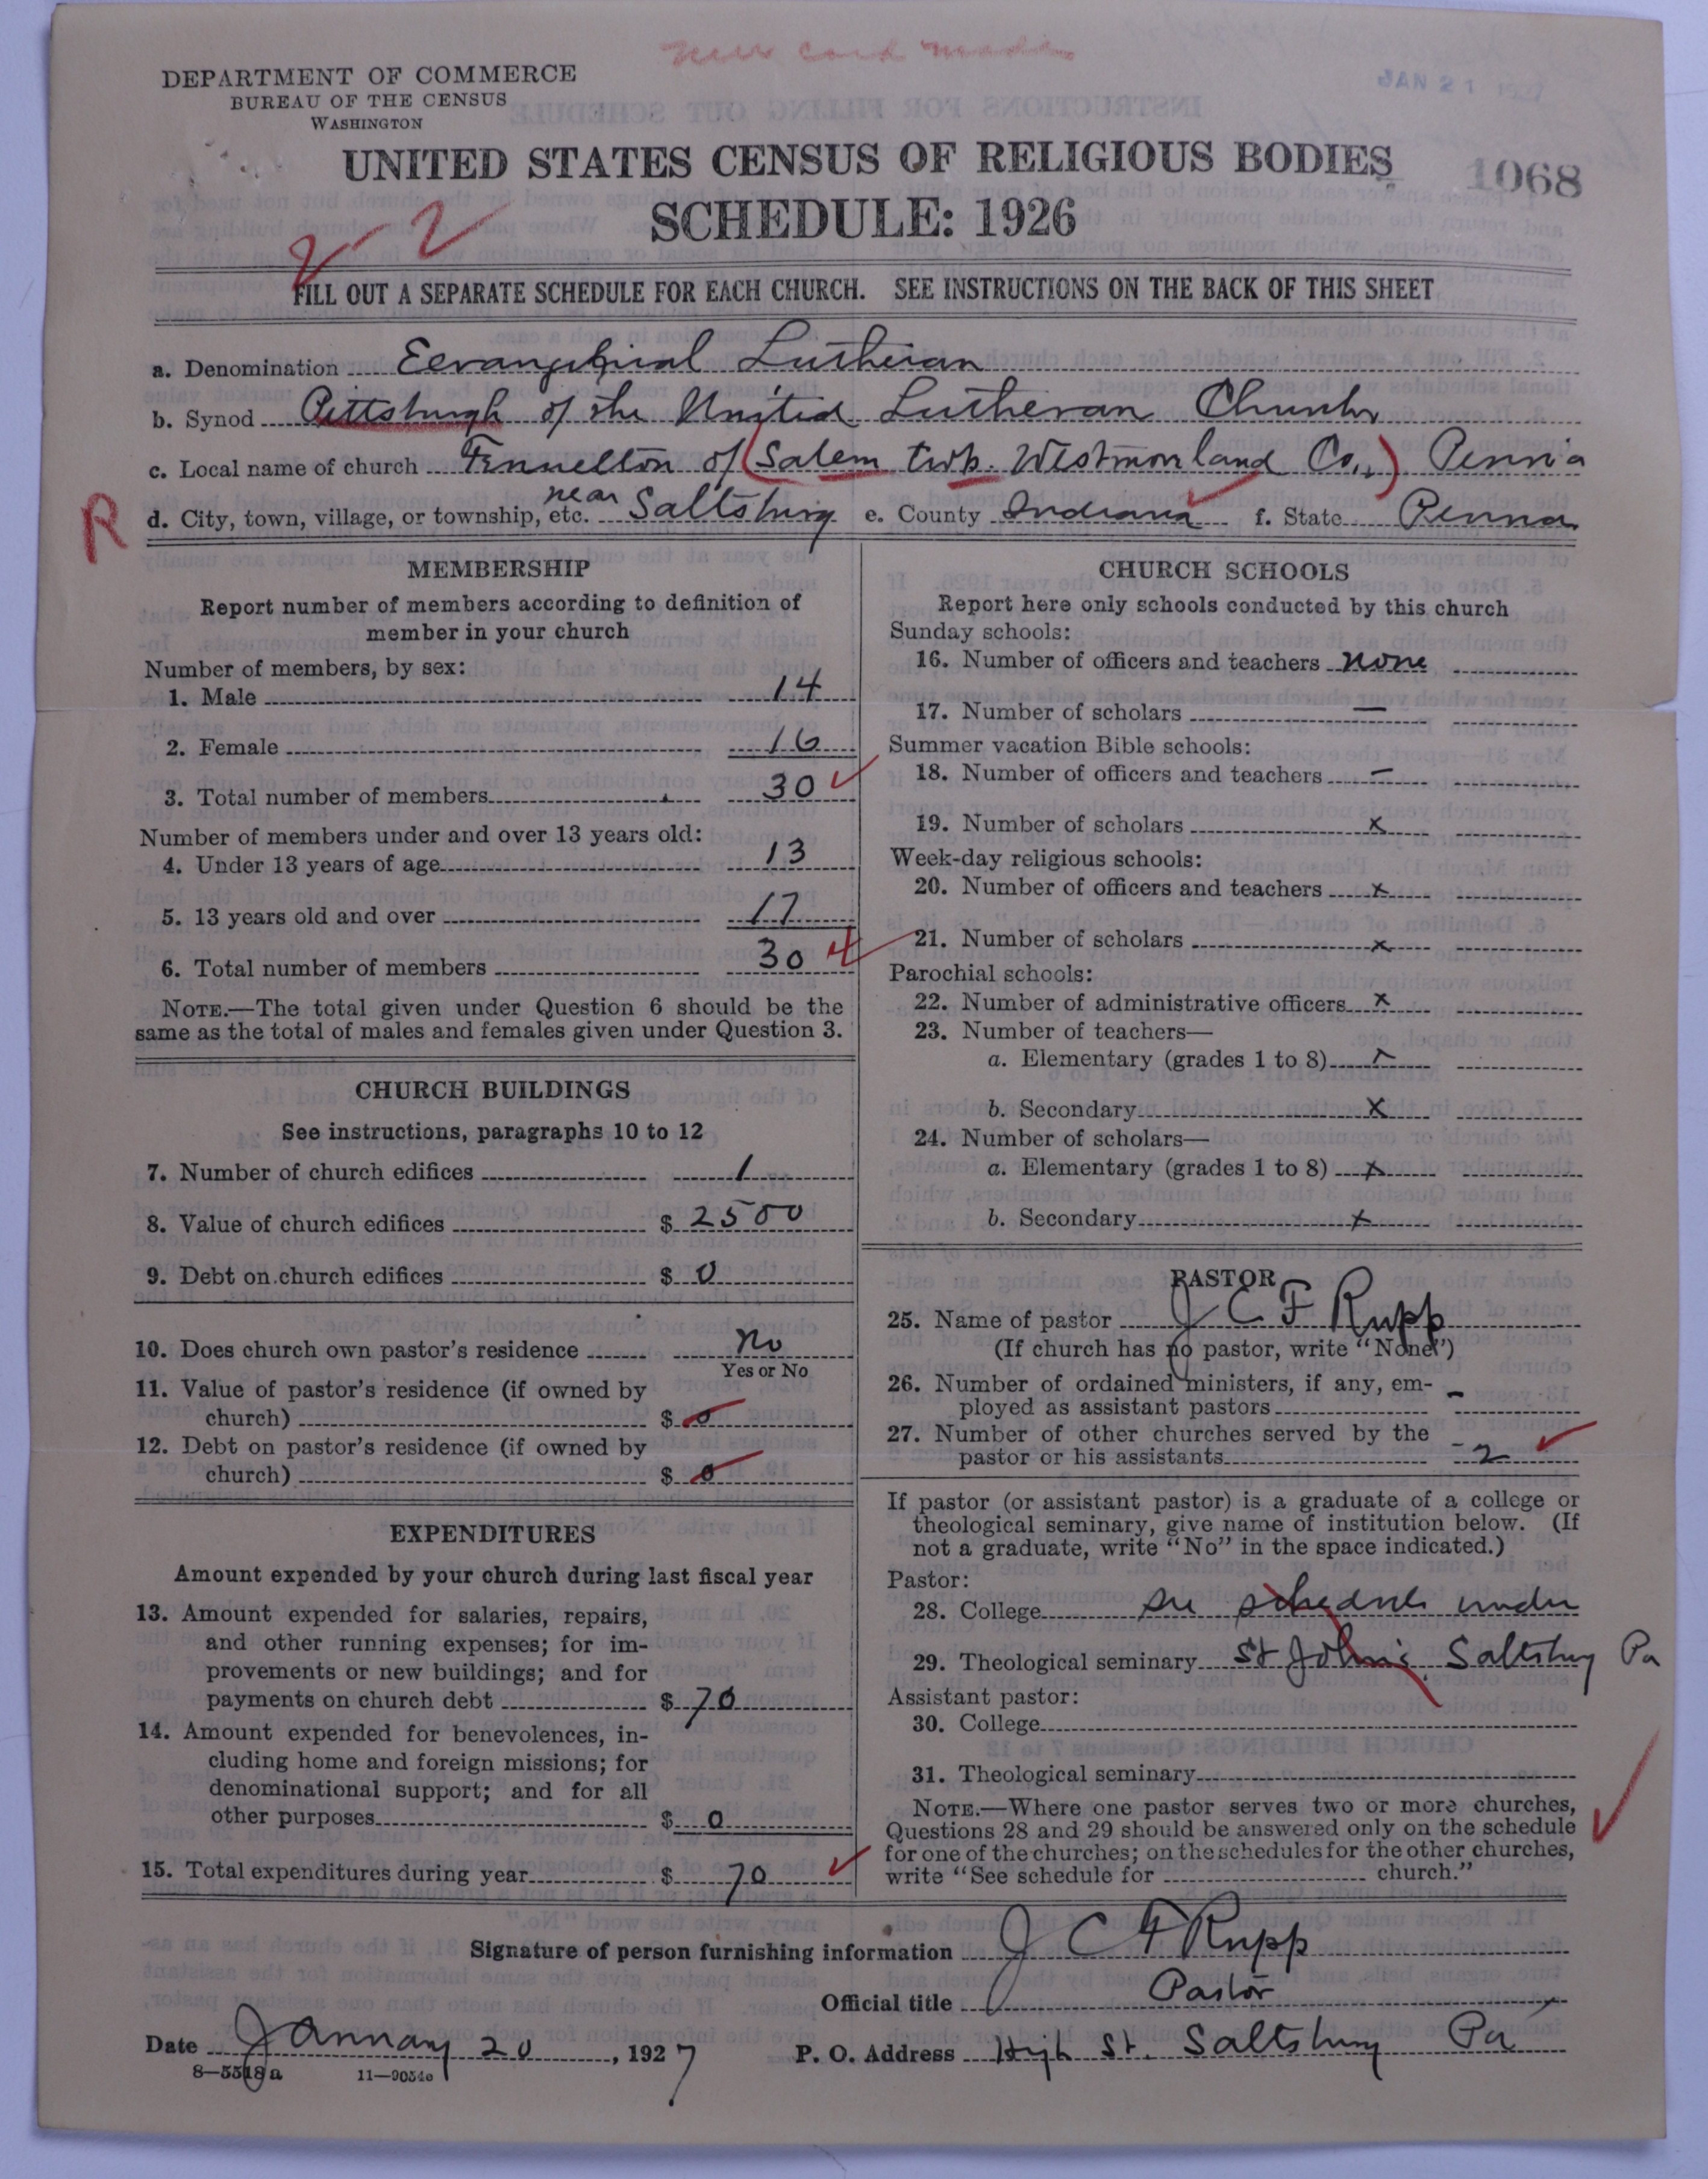 New card made
JAN 21 1927
DEPARTMENT OF COMMERCE
BUREAU OF THE CENSUS
WASHINGTON
UNITED STATES CENSUS OF RELIGIOUS BODIES
1068
SCHEDULE: 1926
2-2
FILL OUT A SEPARATE SCHEDULE FOR EACH CHURCH. SEE INSTRUCTIONS ON THE BACK OF THIS SHEET
a. Denomination Eevangelical Lutheran
b. Synod Pittsburgh of the United Lutheran Church
c. Local name of church Fennelton of (Salem twp. Westmorland Co.,) Penn'a
R d. City, town, village, or township, etc. near Saltsburg e. County Indiana f. State Penna.
MEMBERSHIP
Report number of members according to definition of
member in your church
Number of members, by sex:
1. Male 14
2. Female 16
3. Total number of members 30
Number of members under and over 13 years old:
4. Under 13 years of age 13
5. 13 years old and over 17
6. Total number of members 30
NOTE.—The total given under Question 6 should be the
same as the total of males and females given under Question 3.
CHURCH BUILDINGS
See instructions, paragraphs 10 to 12
7. Number of church edifices 1
8. Value of church edifices $ 2500
9. Debt on church edifices $ 0
10. Does church own pastor's residence No
Yes or No
11. Value of pastor's residence (if owned by
church) $ 0
12. Debt on pastor's residence (if owned by
church) $ 0
EXPENDITURES
Amount expended by your church during last fiscal year
13. Amount expended for salaries, repairs,
and other running expenses; for im-
provements or new buildings; and for
payments on church debt $ 70
14. Amount expended for benevolences, in-
cluding home and foreign missions; for
denominational support; and for all
other purposes $ 0
15. Total expenditures during year $ 70
CHURCH SCHOOLS
Report here only schools conducted by this church
Sunday schools:
16. Number of officers and teachers none
17. Number of scholars —
Summer vacation Bible schools:
18. Number of officers and teachers —
19. Number of scholars x
Week-day religious schools:
20. Number of officers and teachers x
21. Number of scholars x
Parochial schools:
22. Number of administrative officers x
23. Number of teachers—
a. Elementary (grades 1 to 8) x
b. Secondary x
24. Number of scholars—
a. Elementary (grades 1 to 8) x
b. Secondary x
PASTOR
25. Name of pastor J C F Rupp
(If church has no pastor, write "None")
26. Number of ordained ministers, if any, em-
ployed as assistant pastors -
27. Number of other churches served by the
pastor or his assistants 2
If pastor (or assistant pastor) is a graduate of a college or
theological seminary, give name of institution below. (If
not a graduate, write "No" in the space indicated.)
Pastor:
28. College see schedule under
29. Theological seminary St John's. Saltsburg Pa
Assistant pastor:
30. College
31. Theological seminary
NOTE.—Where one pastor serves two or more churches,
Questions 28 and 29 should be answered only on the schedule
for one of the churches; on the schedules for the other churches,
write "See schedule for church."
Signature of person furnishing information J C F Rupp
Official title Pastor
Date January 20, 1927 P. O. Address High St. Saltsburg Pa
8—5518a 11—9054c